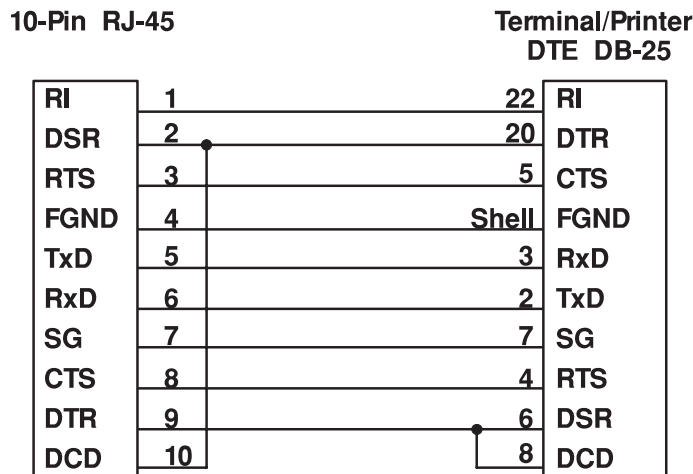 10-Pin RJ-45 Terminal/Printer
DTE DB-25
RI 1 22 RI
DSR 2 20 DTR
RTS 3 5 CTS
FGND 4 Shell FGND
TxD 5 3 RxD
RxD 6 2 TxD
SG 7 7 SG
CTS 8 4 RTS
DTR 9 6 DSR
DCD 10 8 DCD